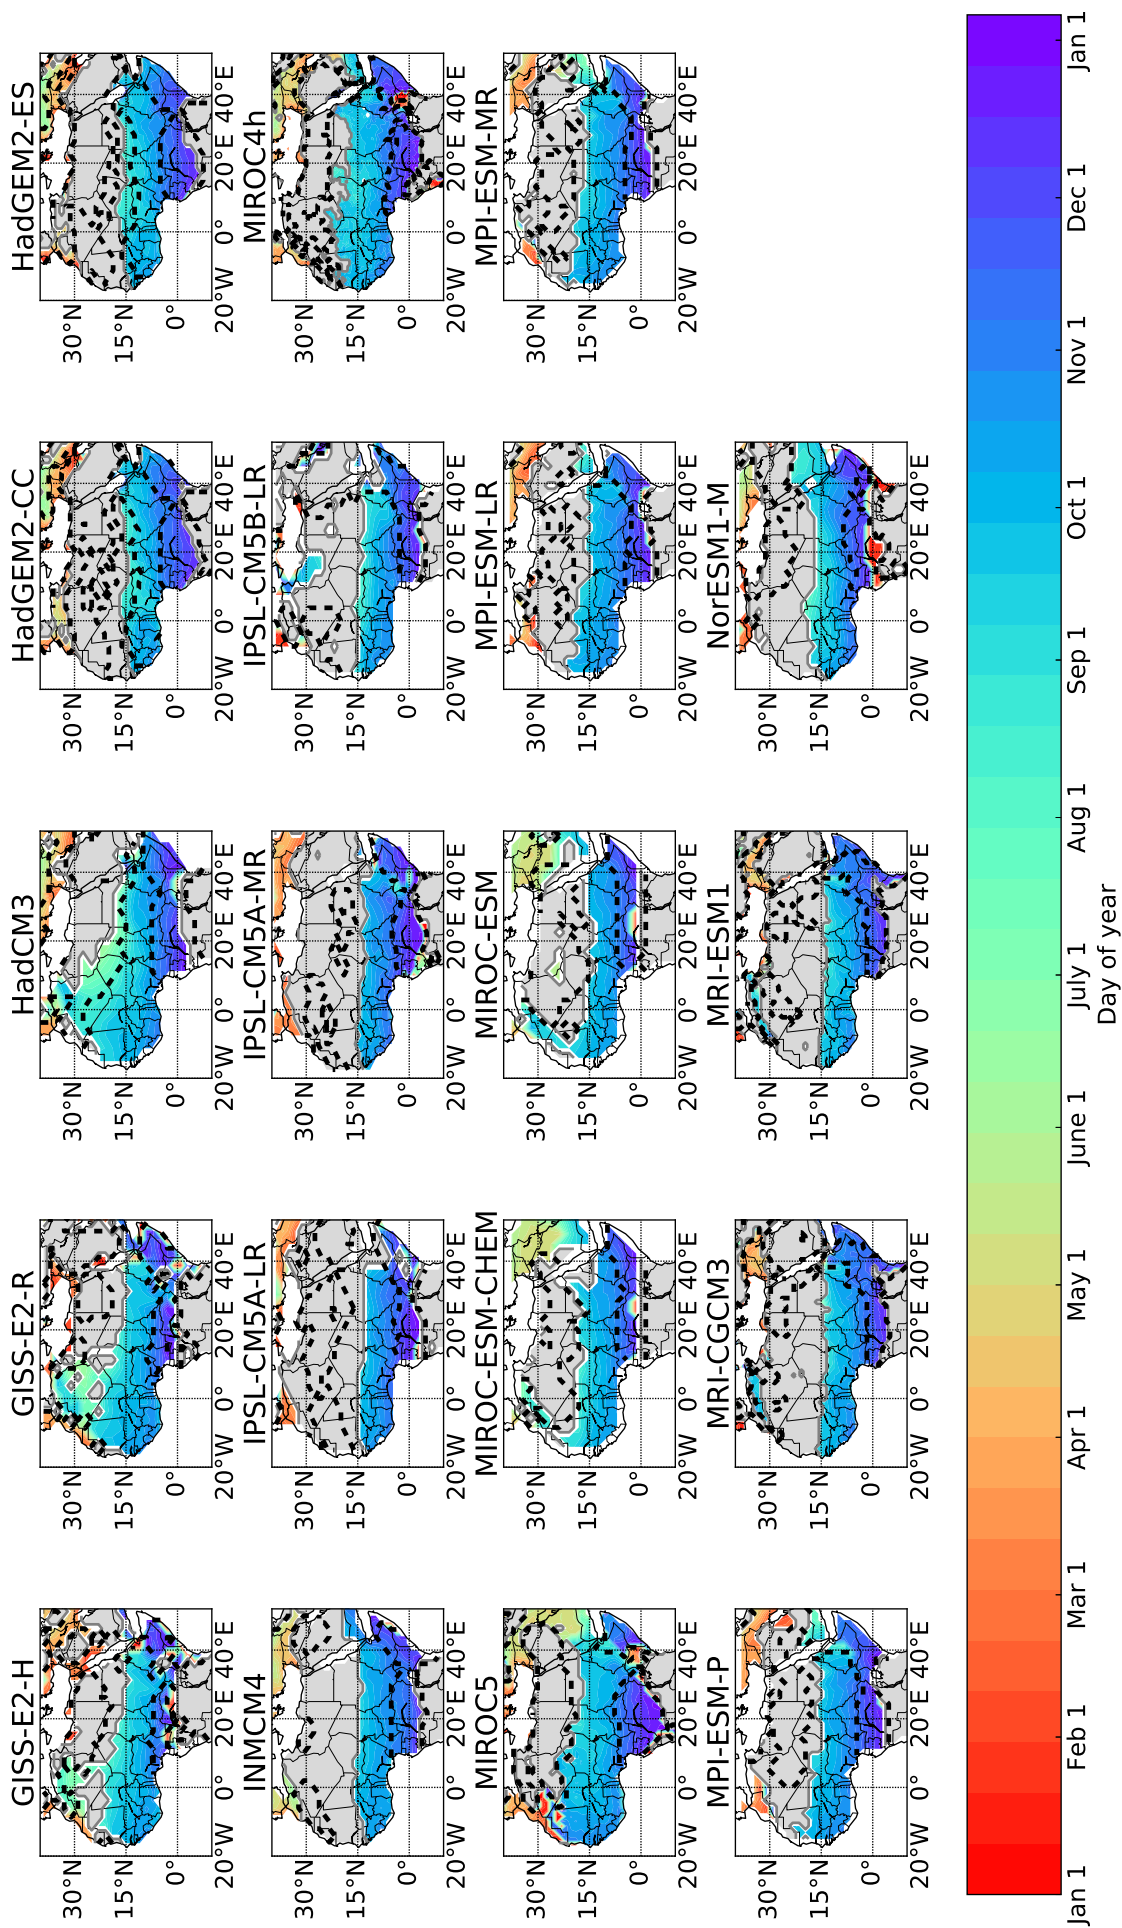 GISS-E2-H GISS-E2-R HadCM3 HadGEM2-CC HadGEM2-ES
30°N 30°N 30°N 30°N 30°N
15°N 15°N 15°N 15°N 15°N
0° 0° 0° 0° 0°
20°W 0° 20°E 40°E 20°W 0° 20°E 40°E 20°W 0° 20°E 40°E 20°W 0° 20°E 40°E 20°W 0° 20°E 40°E
INMCM4 IPSL-CM5A-LR IPSL-CM5A-MR IPSL-CM5B-LR MIROC4h
30°N 30°N 30°N 30°N 30°N
15°N 15°N 15°N 15°N 15°N
0° 0° 0° 0° 0°
20°W 0° 20°E 40°E 20°W 0° 20°E 40°E 20°W 0° 20°E 40°E 20°W 0° 20°E 40°E 20°W 0° 20°E 40°E
MIROC5 MIROC-ESM-CHEM MIROC-ESM MPI-ESM-LR MPI-ESM-MR
30°N 30°N 30°N 30°N 30°N
15°N 15°N 15°N 15°N 15°N
0° 0° 0° 0° 0°
20°W 0° 20°E 40°E 20°W 0° 20°E 40°E 20°W 0° 20°E 40°E 20°W 0° 20°E 40°E 20°W 0° 20°E 40°E
MPI-ESM-P MRI-CGCM3 MRI-ESM1 NorESM1-M
30°N 30°N 30°N 30°N
15°N 15°N 15°N 15°N
0° 0° 0° 0°
20°W 0° 20°E 40°E 20°W 0° 20°E 40°E 20°W 0° 20°E 40°E 20°W 0° 20°E 40°E
Jan 1 Feb 1 Mar 1 Apr 1 May 1 June 1 July 1 Aug 1 Sep 1 Oct 1 Nov 1 Dec 1 Jan 1
Day of year